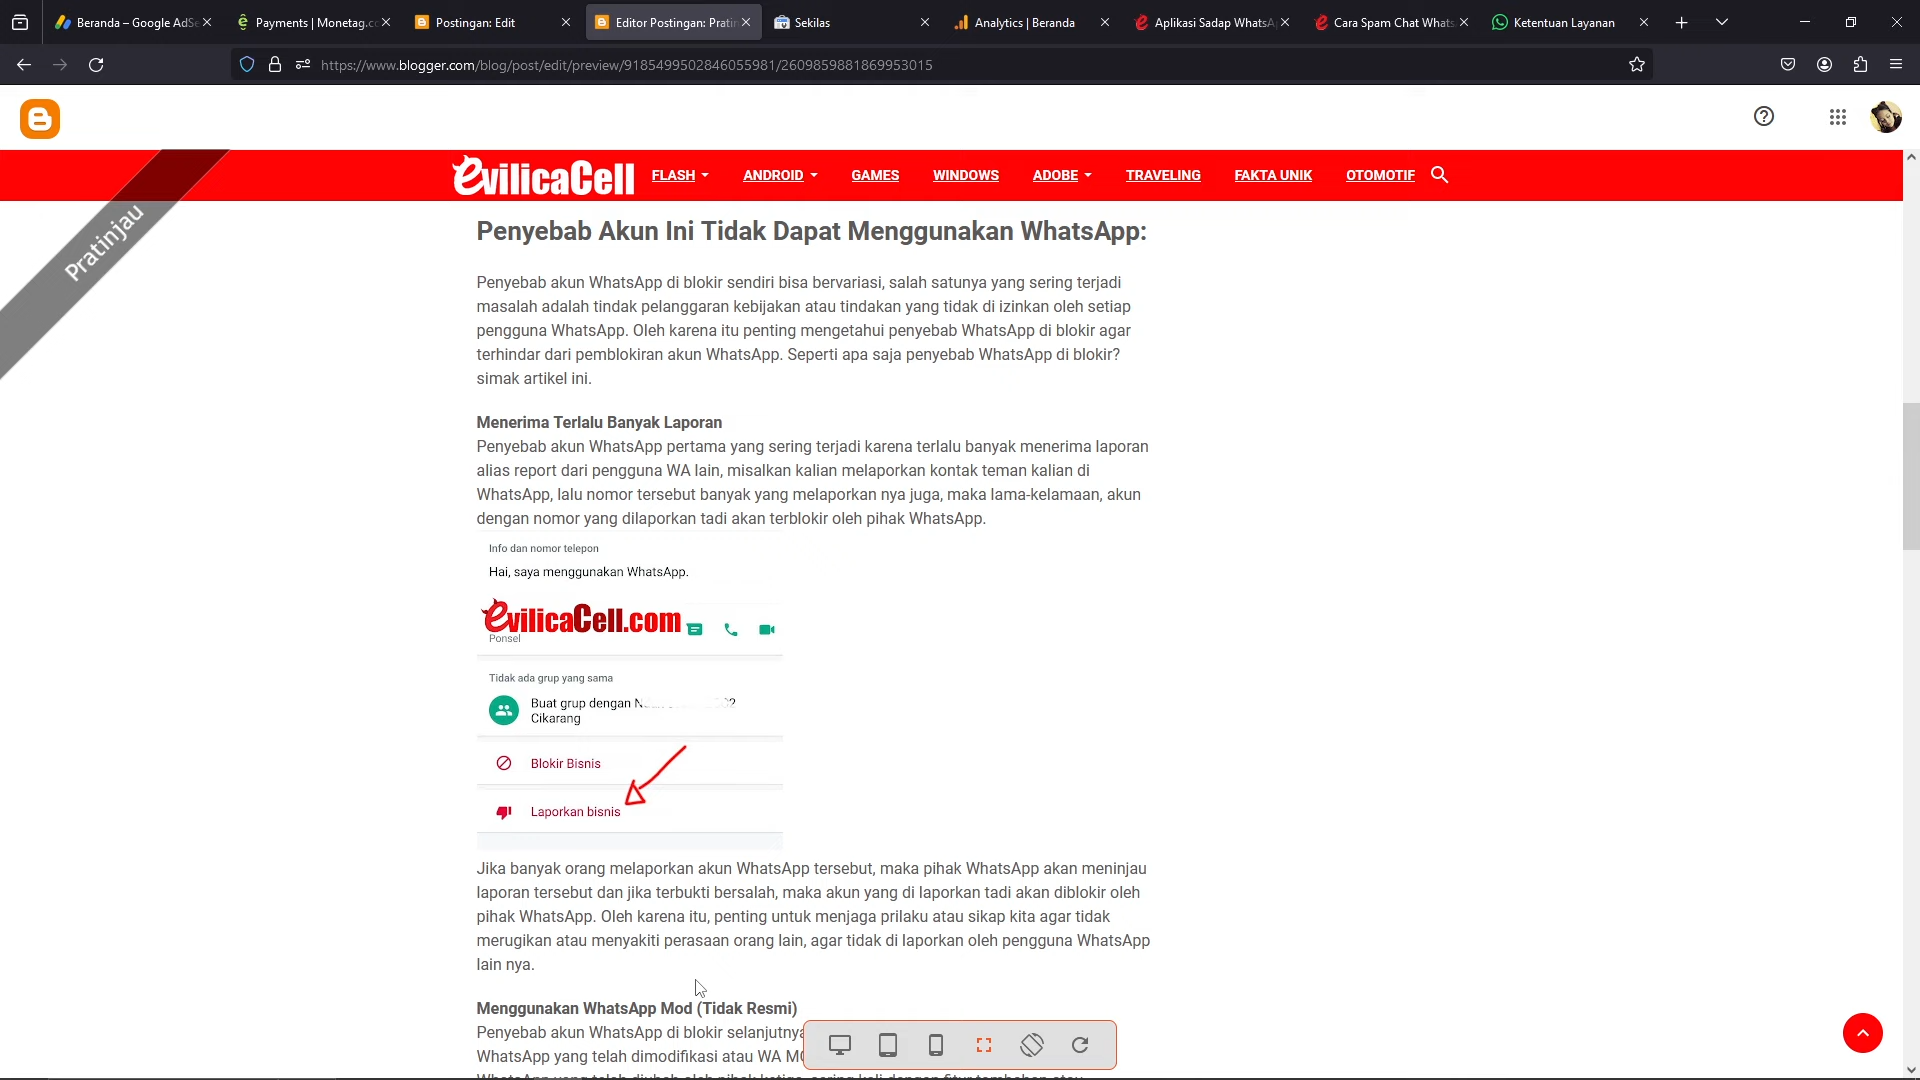 Beranda – Google AdSe
Payments | Monetag.co
Postingan: Edit
Editor Postingan: Pratin
Sekilas
Analytics | Beranda
Aplikasi Sadap WhatsA
Cara Spam Chat Whats
Ketentuan Layanan
https://www.blogger.com/blog/post/edit/preview/9185499502846055981/2609859881869953015
Pratinjau
evilicaCell
FLASH
ANDROID
GAMES
WINDOWS
ADOBE
TRAVELING
FAKTA UNIK
OTOMOTIF
Penyebab Akun Ini Tidak Dapat Menggunakan WhatsApp:
Penyebab akun WhatsApp di blokir sendiri bisa bervariasi, salah satunya yang sering terjadi
masalah adalah tindak pelanggaran kebijakan atau tindakan yang tidak di izinkan oleh setiap
pengguna WhatsApp. Oleh karena itu penting mengetahui penyebab WhatsApp di blokir agar
terhindar dari pemblokiran akun WhatsApp. Seperti apa saja penyebab WhatsApp di blokir?
simak artikel ini.
Menerima Terlalu Banyak Laporan
Penyebab akun WhatsApp pertama yang sering terjadi karena terlalu banyak menerima laporan
alias report dari pengguna WA lain, misalkan kalian melaporkan kontak teman kalian di
WhatsApp, lalu nomor tersebut banyak yang melaporkan nya juga, maka lama-kelamaan, akun
dengan nomor yang dilaporkan tadi akan terblokir oleh pihak WhatsApp.
Info dan nomor telepon
Hai, saya menggunakan WhatsApp.
evilicaCell.com
Ponsel
Tidak ada grup yang sama
Buat grup dengan
Cikarang
Blokir Bisnis
Laporkan bisnis
Jika banyak orang melaporkan akun WhatsApp tersebut, maka pihak WhatsApp akan meninjau
laporan tersebut dan jika terbukti bersalah, maka akun yang di laporkan tadi akan diblokir oleh
pihak WhatsApp. Oleh karena itu, penting untuk menjaga prilaku atau sikap kita agar tidak
merugikan atau menyakiti perasaan orang lain, agar tidak di laporkan oleh pengguna WhatsApp
lain nya.
Menggunakan WhatsApp Mod (Tidak Resmi)
Penyebab akun WhatsApp di blokir selanjutnya
WhatsApp yang telah dimodifikasi atau WA MO